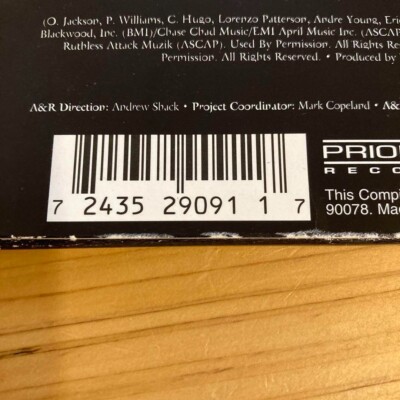 (O. Jackson, P. Williams, C. Hugo, Lorenzo Patterson, Andre Young, Eric
Blackwood, Inc. (BMI)/Chase Chad Music/EMI April Music Inc. (ASCAP
Ruthless Attack Muzik (ASCAP). Used By Permission. All Rights Res
Permission. All Rights Reserved. • Produced by
A&R Direction: Andrew Shack • Project Coordinator: Mark Copeland • A&
PRIO
RECO
This Compi
90078. Mad
7 2435 29091 1 7